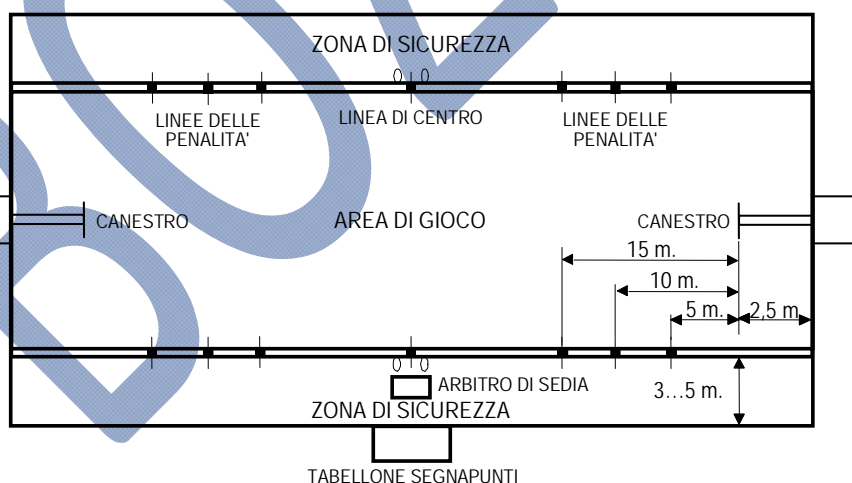 ZONA DI SICUREZZA
LINEE DELLE
PENALITA'
LINEA DI CENTRO
LINEE DELLE
PENALITA'
CANESTRO
AREA DI GIOCO
CANESTRO
15 m.
10 m.
5 m.
2,5 m
ARBITRO DI SEDIA
3…5 m.
ZONA DI SICUREZZA
TABELLONE SEGNAPUNTI